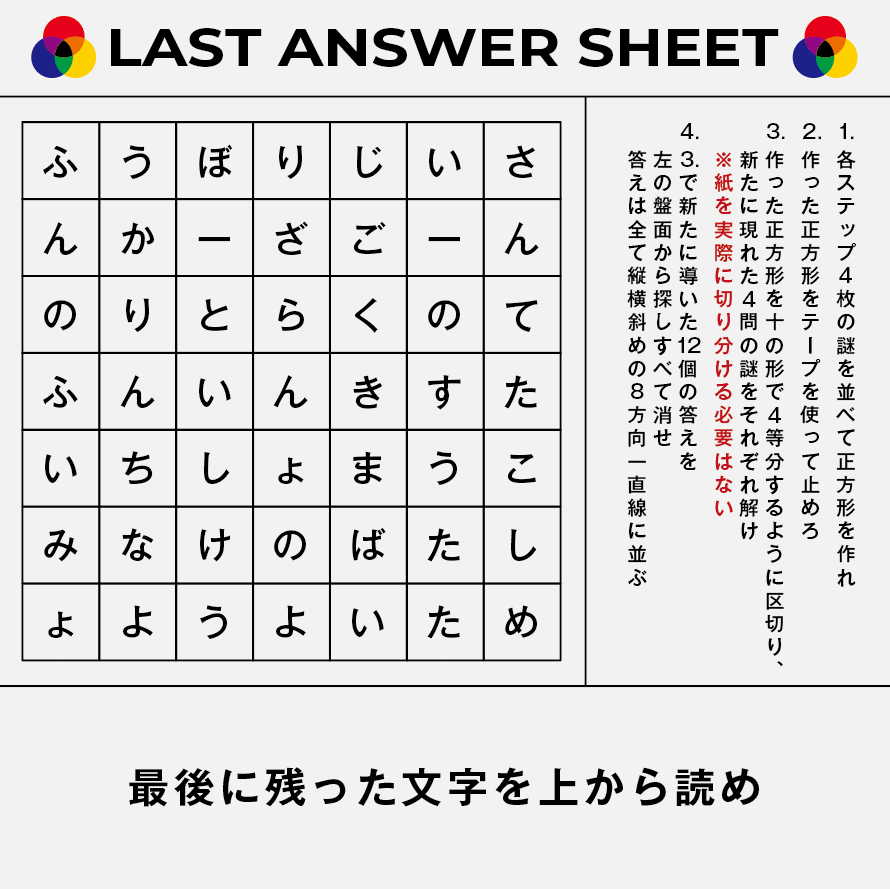 LAST ANSWER SHEET
1. 各ステップ4枚の謎を並べて正方形を作れ
2. 作った正方形をテープを使って止めろ
3. 作った正方形を十の形で4等分するように区切り、
新たに現れた4問の謎をそれぞれ解け
※紙を実際に切り分ける必要はない
4. 3.で新たに導いた12個の答えを
左の盤面から探しすべて消せ
答えは全て縦横斜めの8方向一直線に並ぶ
ふ う ぼ り じ い さ
ん か ー ざ ご ー ん
の り と ら く の て
ふ ん い ん き す た
い ち し ょ ま う こ
み な け の ば た し
ょ よ う よ い た め
最後に残った文字を上から読め